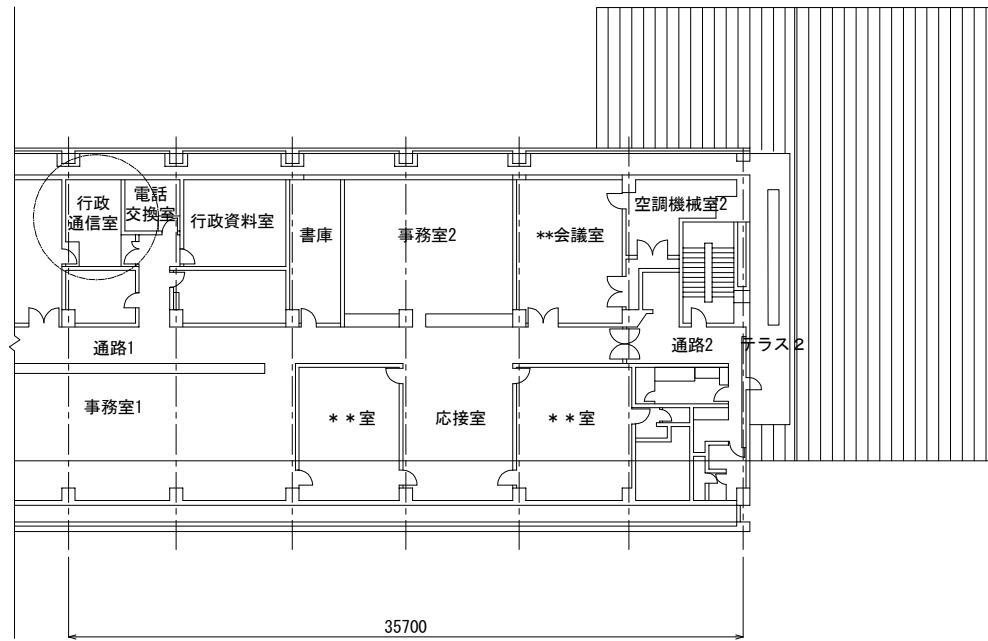 行政
通信室
電話
交換室
行政資料室
書庫
事務室2
**会議室
空調機械室2
通路1
通路2
テラス２
事務室1
＊＊室
応接室
＊＊室
35700